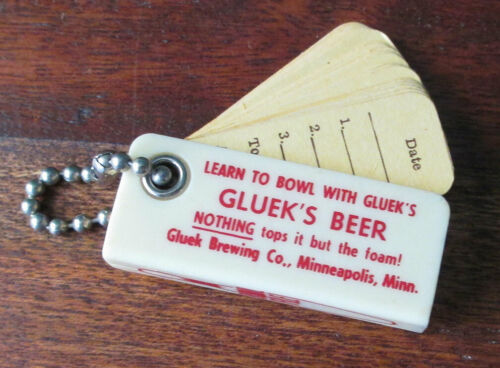 LEARN TO BOWL WITH GLUEK'S
GLUEK'S BEER
NOTHING tops it but the foam!
Gluek Brewing Co., Minneapolis, Minn.
Date
1.
2.
3.